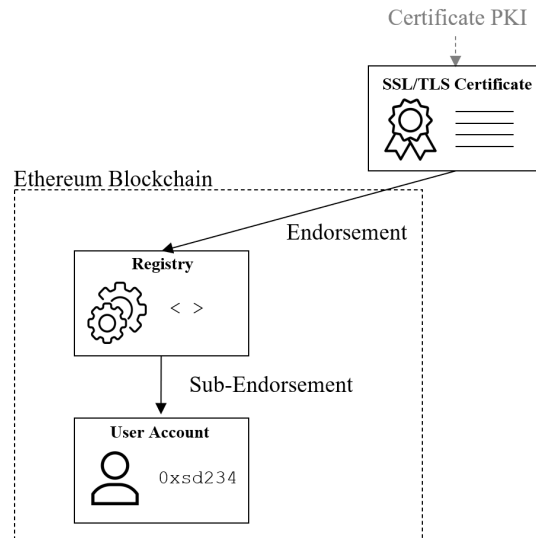 Certificate PKI
SSL/TLS Certificate
Ethereum Blockchain
Endorsement
Registry
< >
Sub-Endorsement
User Account
0xsd234